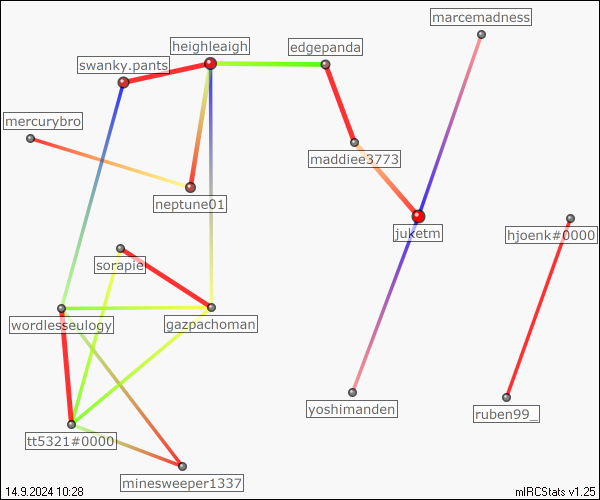 marcemadness
heighleaigh
edgepanda
swanky.pants
mercurybro
maddiee3773
neptune01
juketm
hjoenk#0000
sorapie
wordlesseulogy
gazpachoman
yoshimanden
ruben99_
tt5321#0000
minesweeper1337
14.9.2024 10:28
mIRCStats v1.25